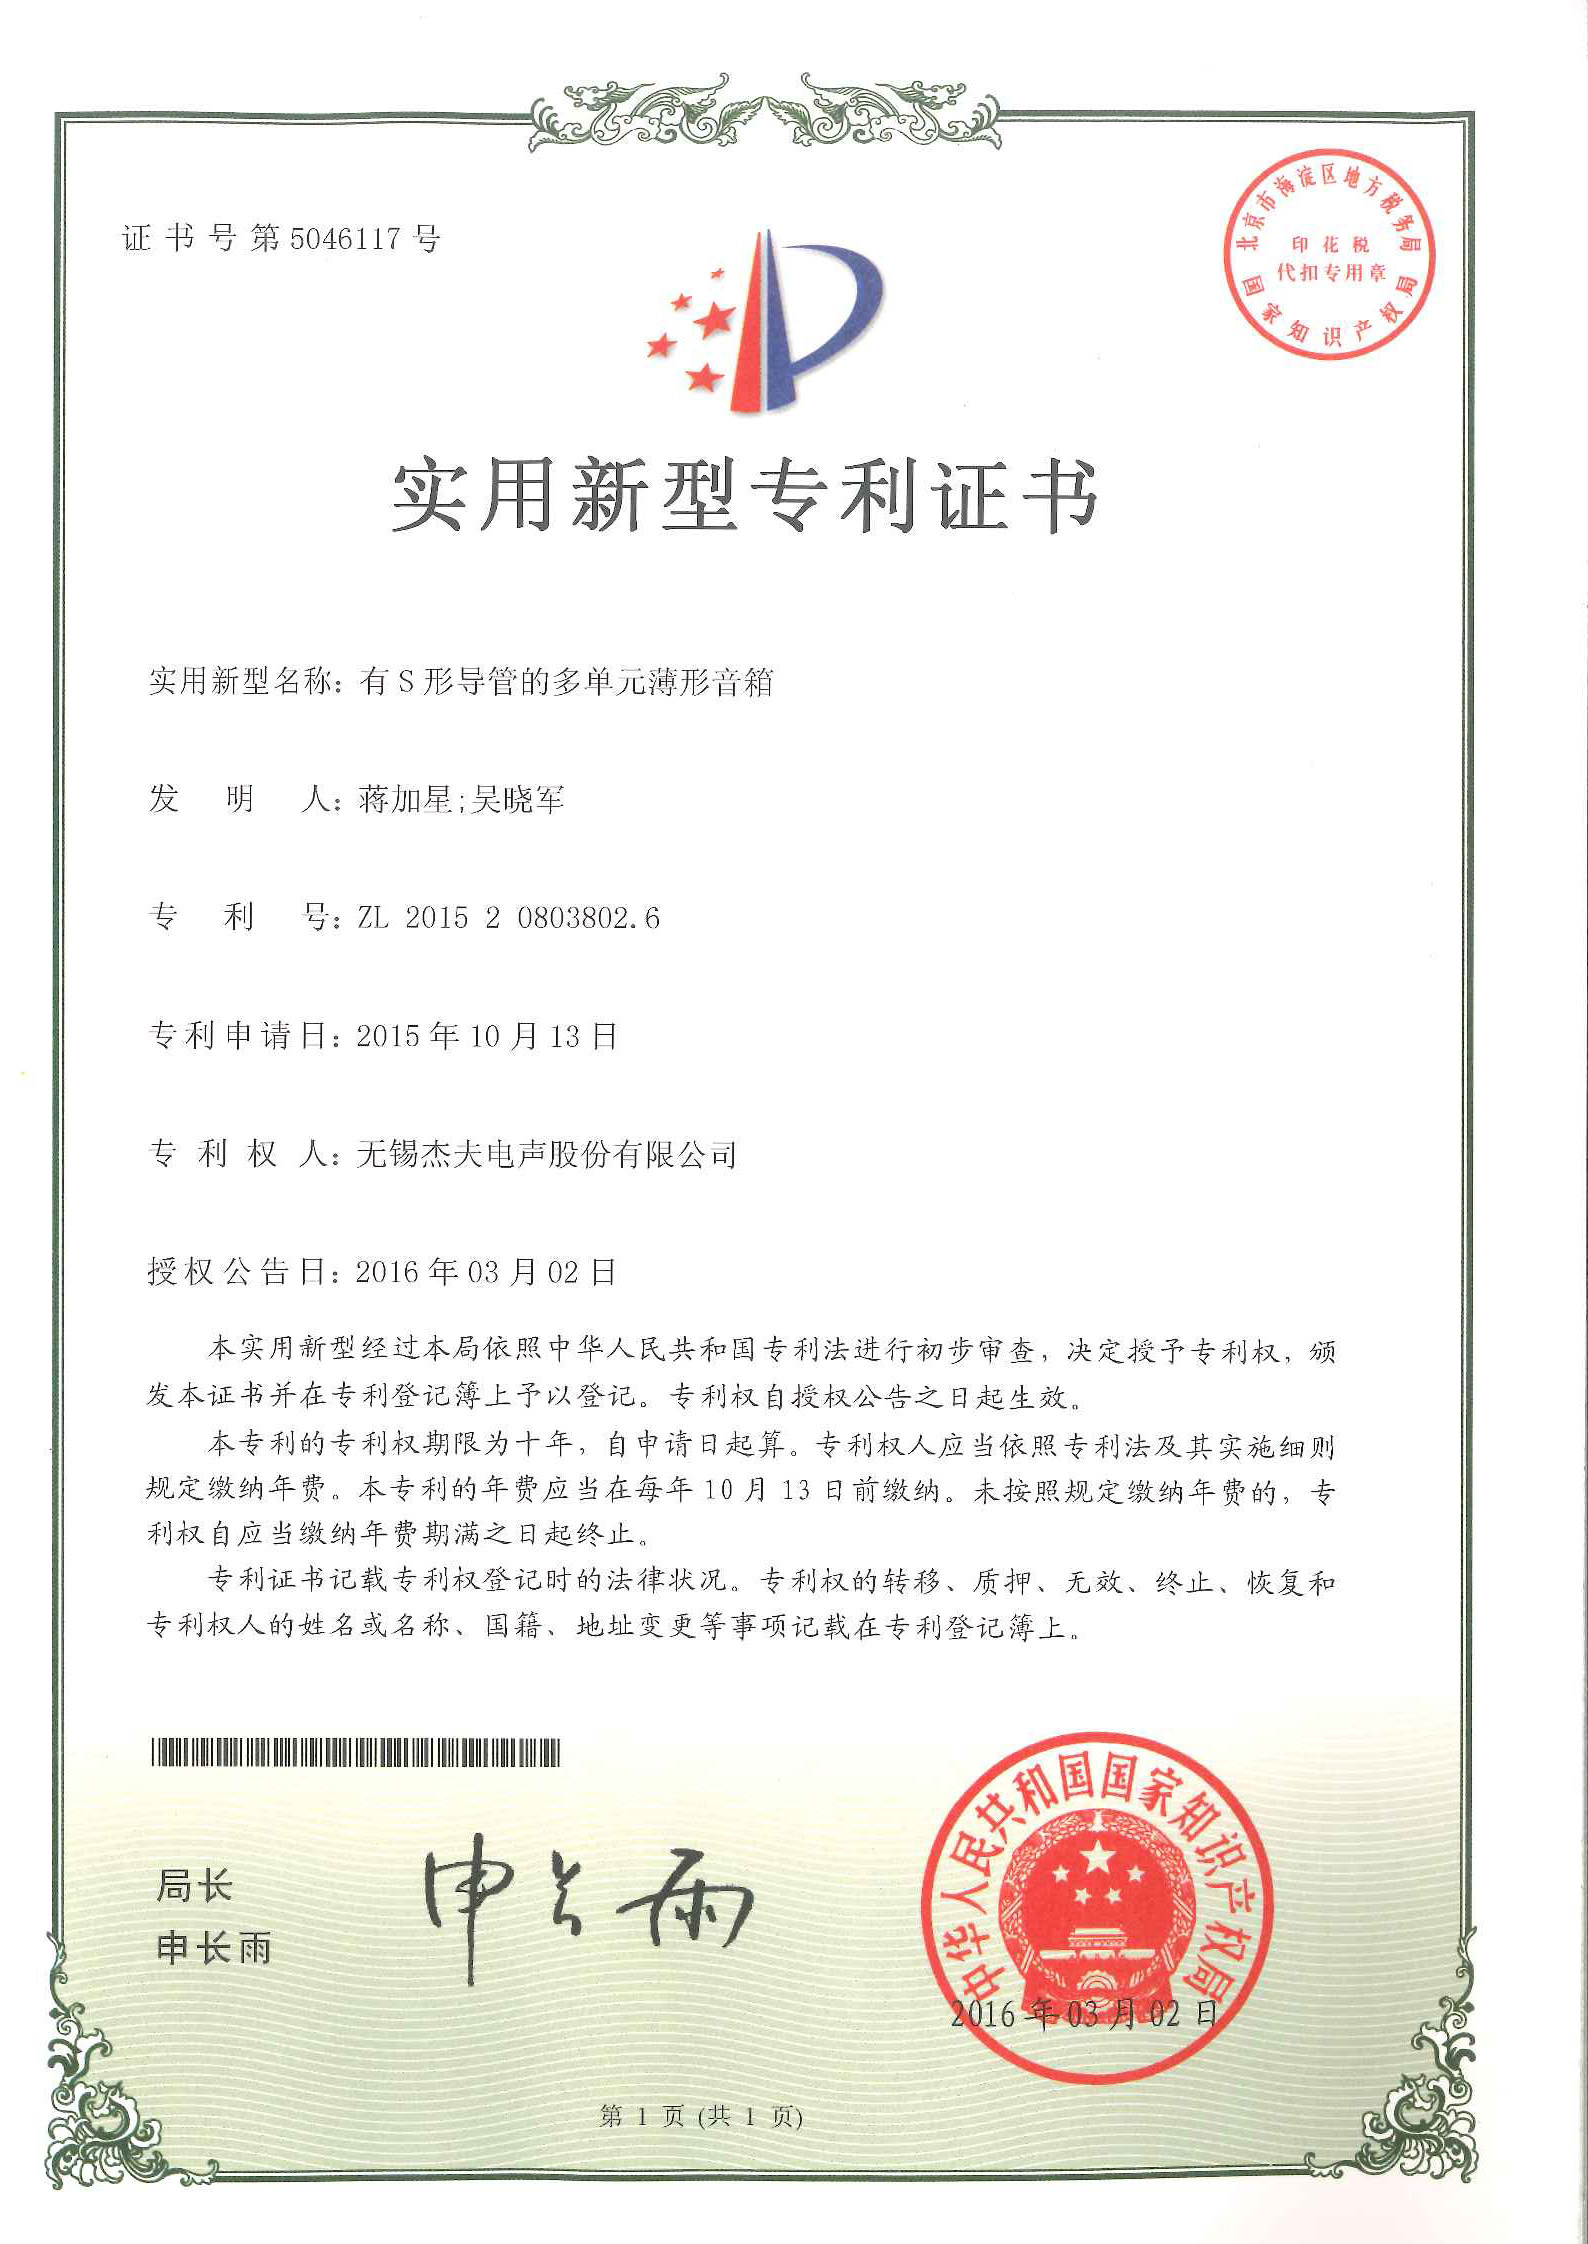 证书号第5046117号
北京市海淀区地方税务局
印花税
代扣专用章
国家知识产权局
实用新型专利证书
实用新型名称：有S形导管的多单元薄形音箱
发明人：蒋加星;吴晓军
专利号：ZL 2015 2 0803802.6
专利申请日：2015年10月13日
专利权人：无锡杰夫电声股份有限公司
授权公告日：2016年03月02日
本实用新型经过本局依照中华人民共和国专利法进行初步审查，决定授予专利权，颁
发本证书并在专利登记簿上予以登记。专利权自授权公告之日起生效。
本专利的专利权期限为十年，自申请日起算。专利权人应当依照专利法及其实施细则
规定缴纳年费。本专利的年费应当在每年10月13日前缴纳。未按照规定缴纳年费的，专
利权自应当缴纳年费期满之日起终止。
专利证书记载专利权登记时的法律状况。专利权的转移、质押、无效、终止、恢复和
专利权人的姓名或名称、国籍、地址变更等事项记载在专利登记簿上。
局长
申长雨
申长雨
中华人民共和国国家知识产权局
2016年03月02日
第 1 页 (共 1 页)